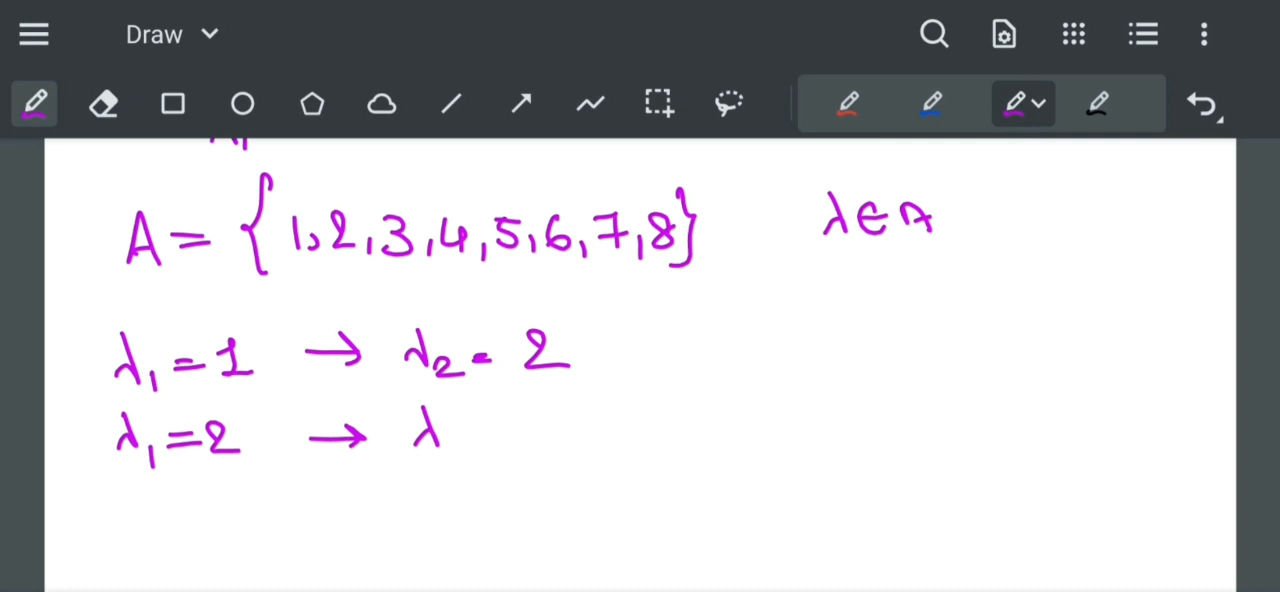 Draw
A = {1,2,3,4,5,6,7,8} λ∈A
λ₁ = 1 → λ₂ = 2
λ₁ = 2 → λ